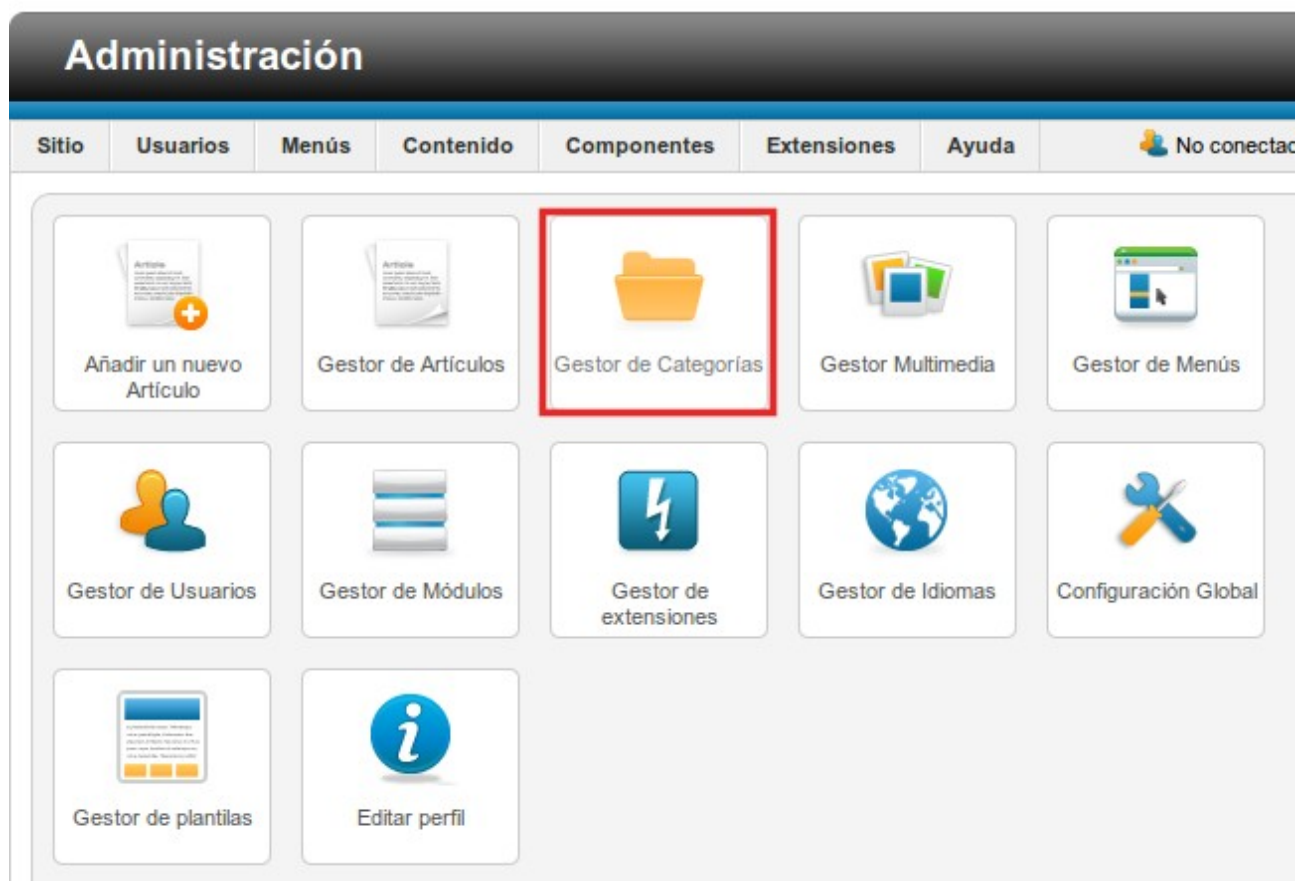 Administración
Sitio Usuarios Menús Contenido Componentes Extensiones Ayuda No conectad
Article Article
Añadir un nuevo Gestor de Artículos Gestor de Categorías Gestor Multimedia Gestor de Menús
Artículo
Gestor de Usuarios Gestor de Módulos Gestor de Gestor de Idiomas Configuración Global
extensiones
Gestor de plantilas Editar perfil